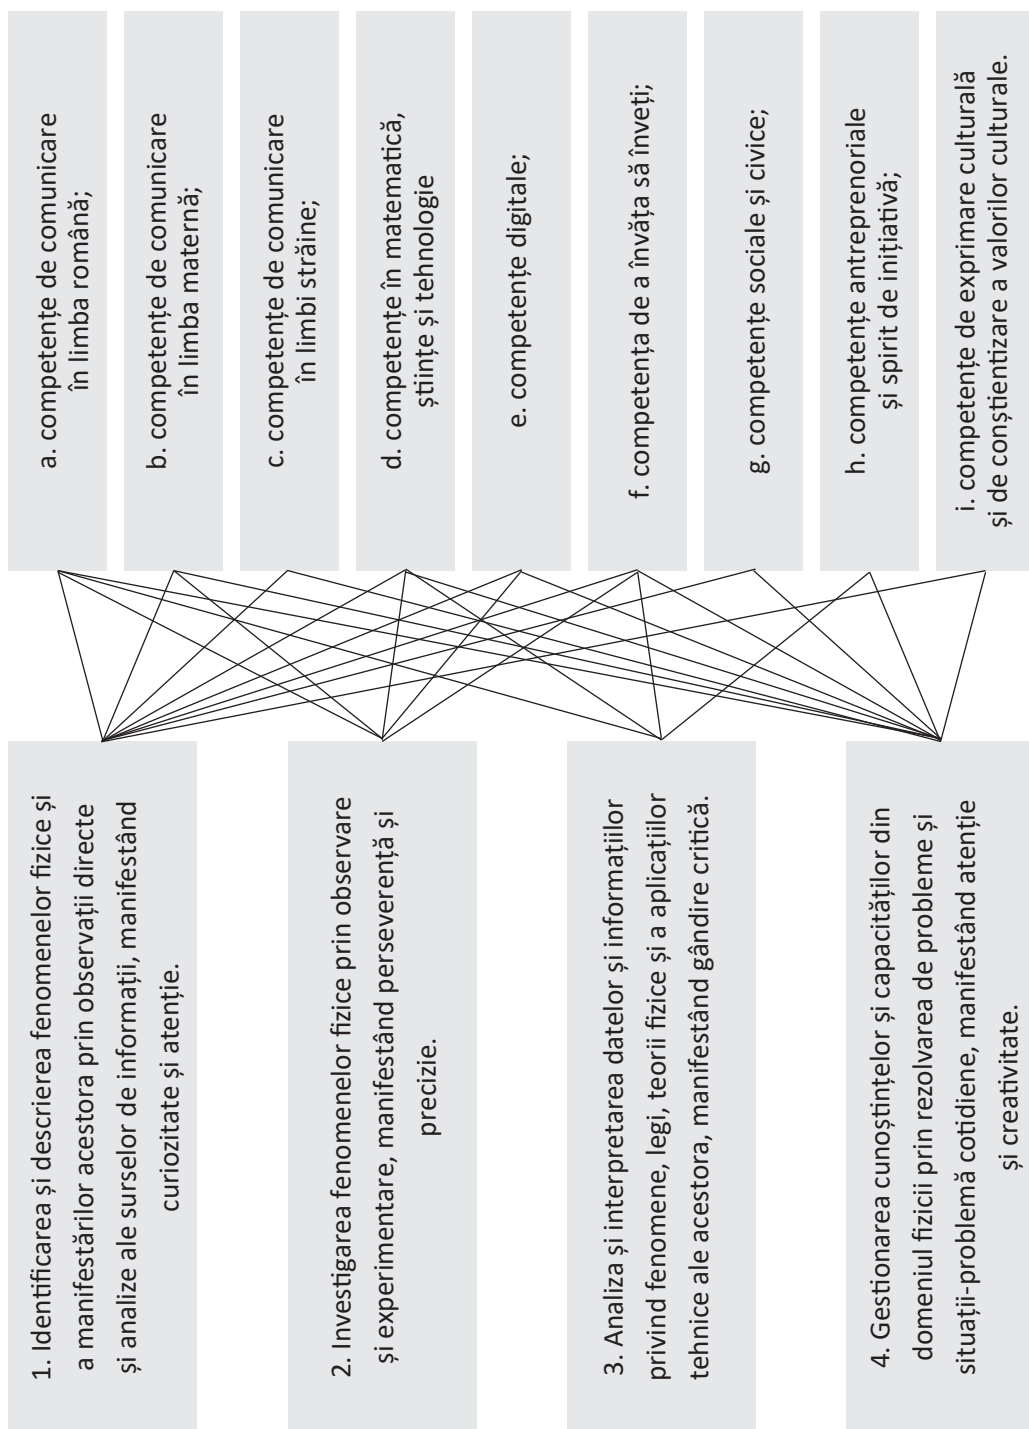 1. Identificarea și descrierea fenomenelor fizice și
a manifestărilor acestora prin observații directe
și analize ale surselor de informații, manifestând
curiozitate și atenție.
2. Investigarea fenomenelor fizice prin observare
și experimentare, manifestând perseverență și
precizie.
3. Analiza și interpretarea datelor și informațiilor
privind fenomene, legi, teorii fizice și a aplicațiilor
tehnice ale acestora, manifestând gândire critică.
4. Gestionarea cunoștințelor și capacităților din
domeniul fizicii prin rezolvarea de probleme și
situații-problemă cotidiene, manifestând atenție
și creativitate.
a. competențe de comunicare
în limba română;
b. competențe de comunicare
în limba maternă;
c. competențe de comunicare
în limbi străine;
d. competențe în matematică,
științe și tehnologie
e. competențe digitale;
f. competența de a învăța să înveți;
g. competențe sociale și civice;
h. competențe antreprenoriale
și spirit de inițiativă;
i. competențe de exprimare culturală
și de conștientizare a valorilor culturale.